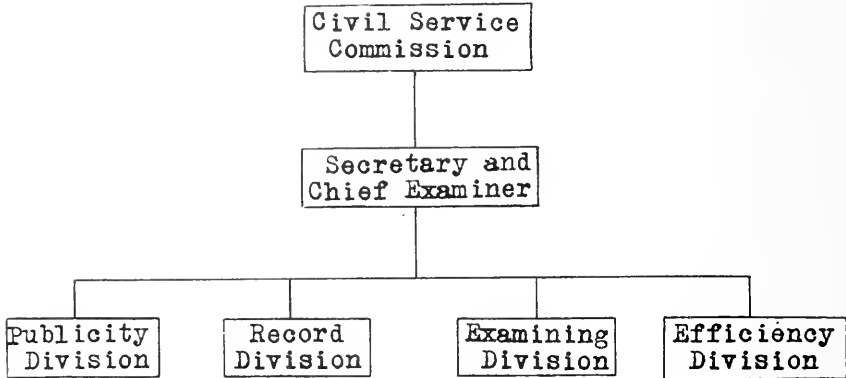 Civil Service
Commission
Secretary and
Chief Examiner
Publicity
Division
Record
Division
Examining
Division
Efficiency
Division